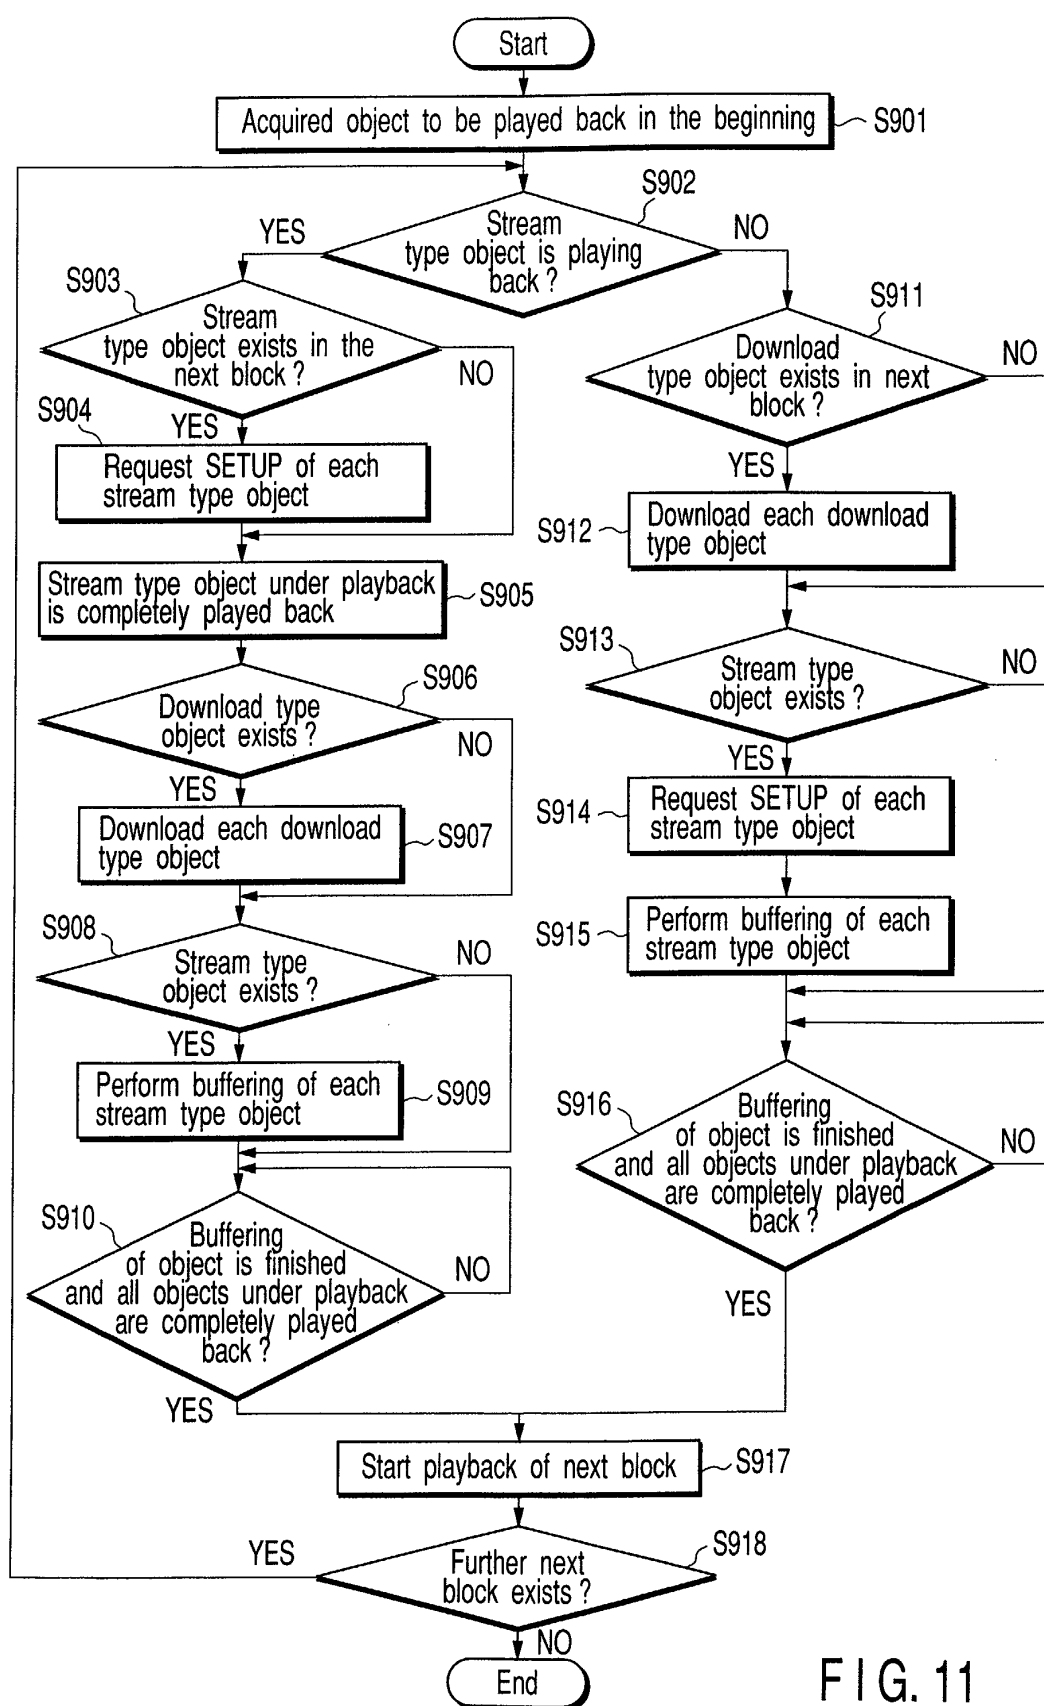 Start
Acquired object to be played back in the beginning
S901
S902
Stream
type object is playing
back ?
YES
NO
S903
Stream
type object exists in the
next block ?
NO
YES
S904
Request SETUP of each
stream type object
Stream type object under playback
is completely played back
S905
S906
Download type
object exists ?
NO
YES
Download each download
type object
S907
S908
Stream type
object exists ?
NO
YES
Perform buffering of each
stream type object
S909
S910
Buffering
of object is finished
and all objects under playback
are completely played
back ?
NO
YES
S911
Download
type object exists in next
block ?
NO
YES
S912
Download each download
type object
S913
Stream type
object exists ?
NO
YES
S914
Request SETUP of each
stream type object
S915
Perform buffering of each
stream type object
S916
Buffering
of object is finished
and all objects under playback
are completely played
back ?
NO
YES
Start playback of next block
S917
S918
Further next
block exists ?
YES
NO
End
FIG. 11